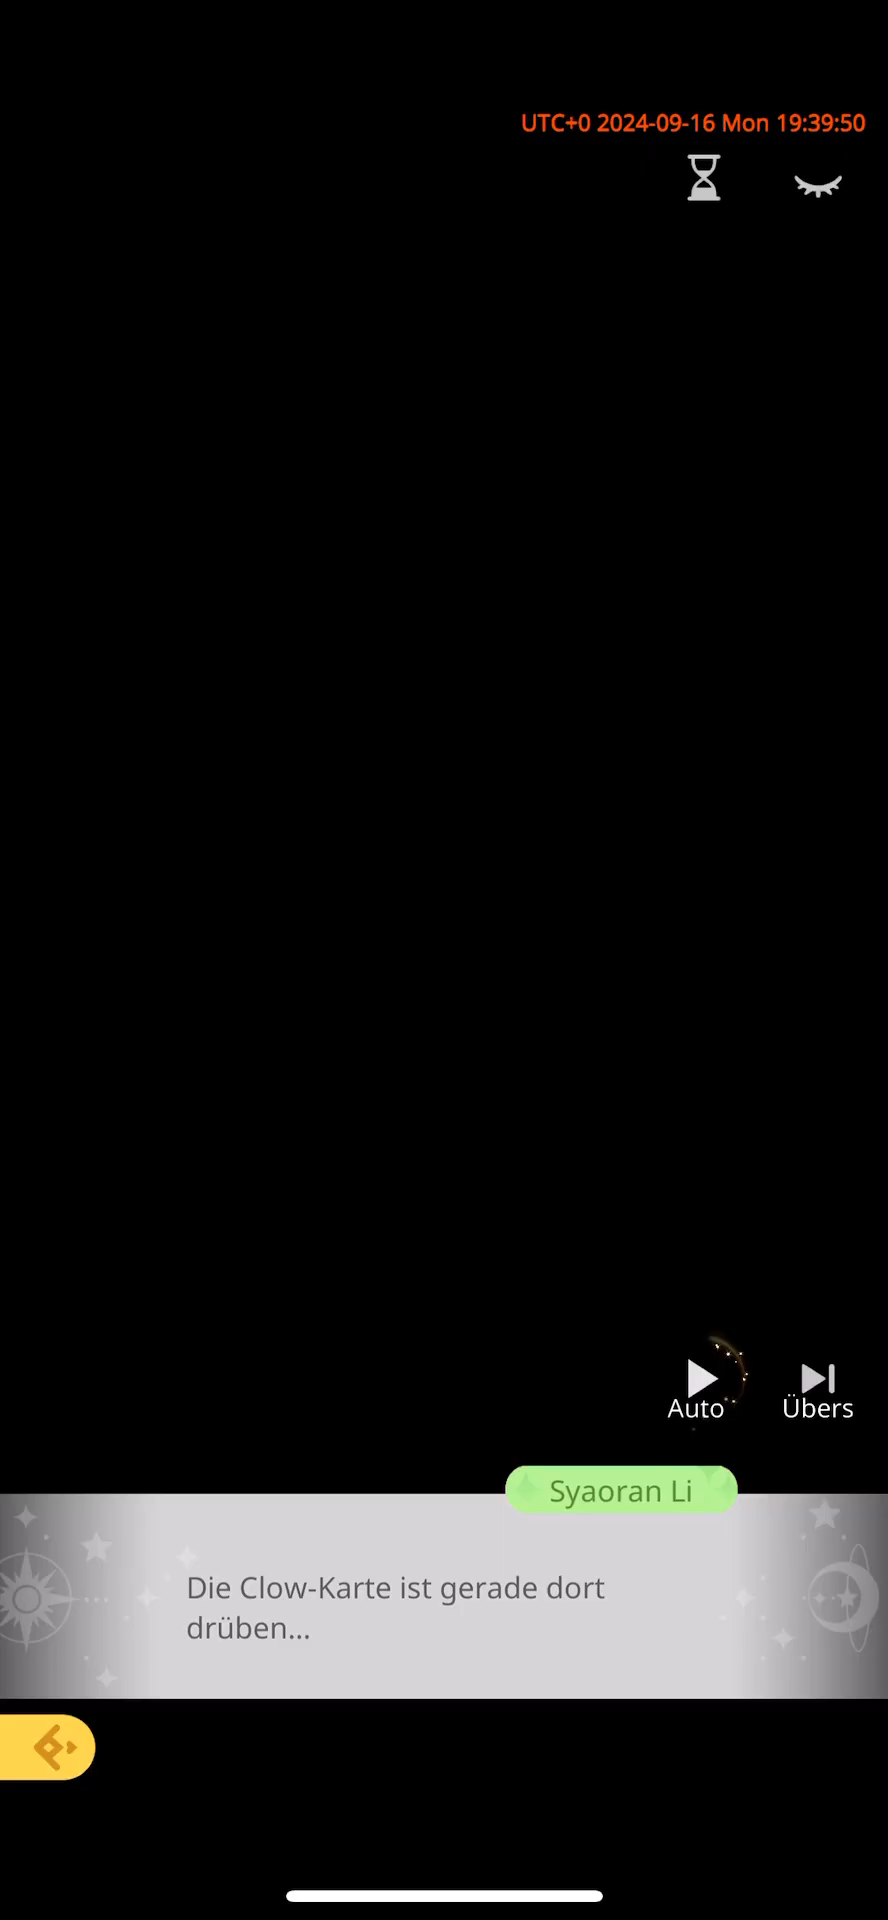 UTC+0 2024-09-16 Mon 19:39:50
Auto
Übers
Syaoran Li
Die Clow-Karte ist gerade dort
drüben...